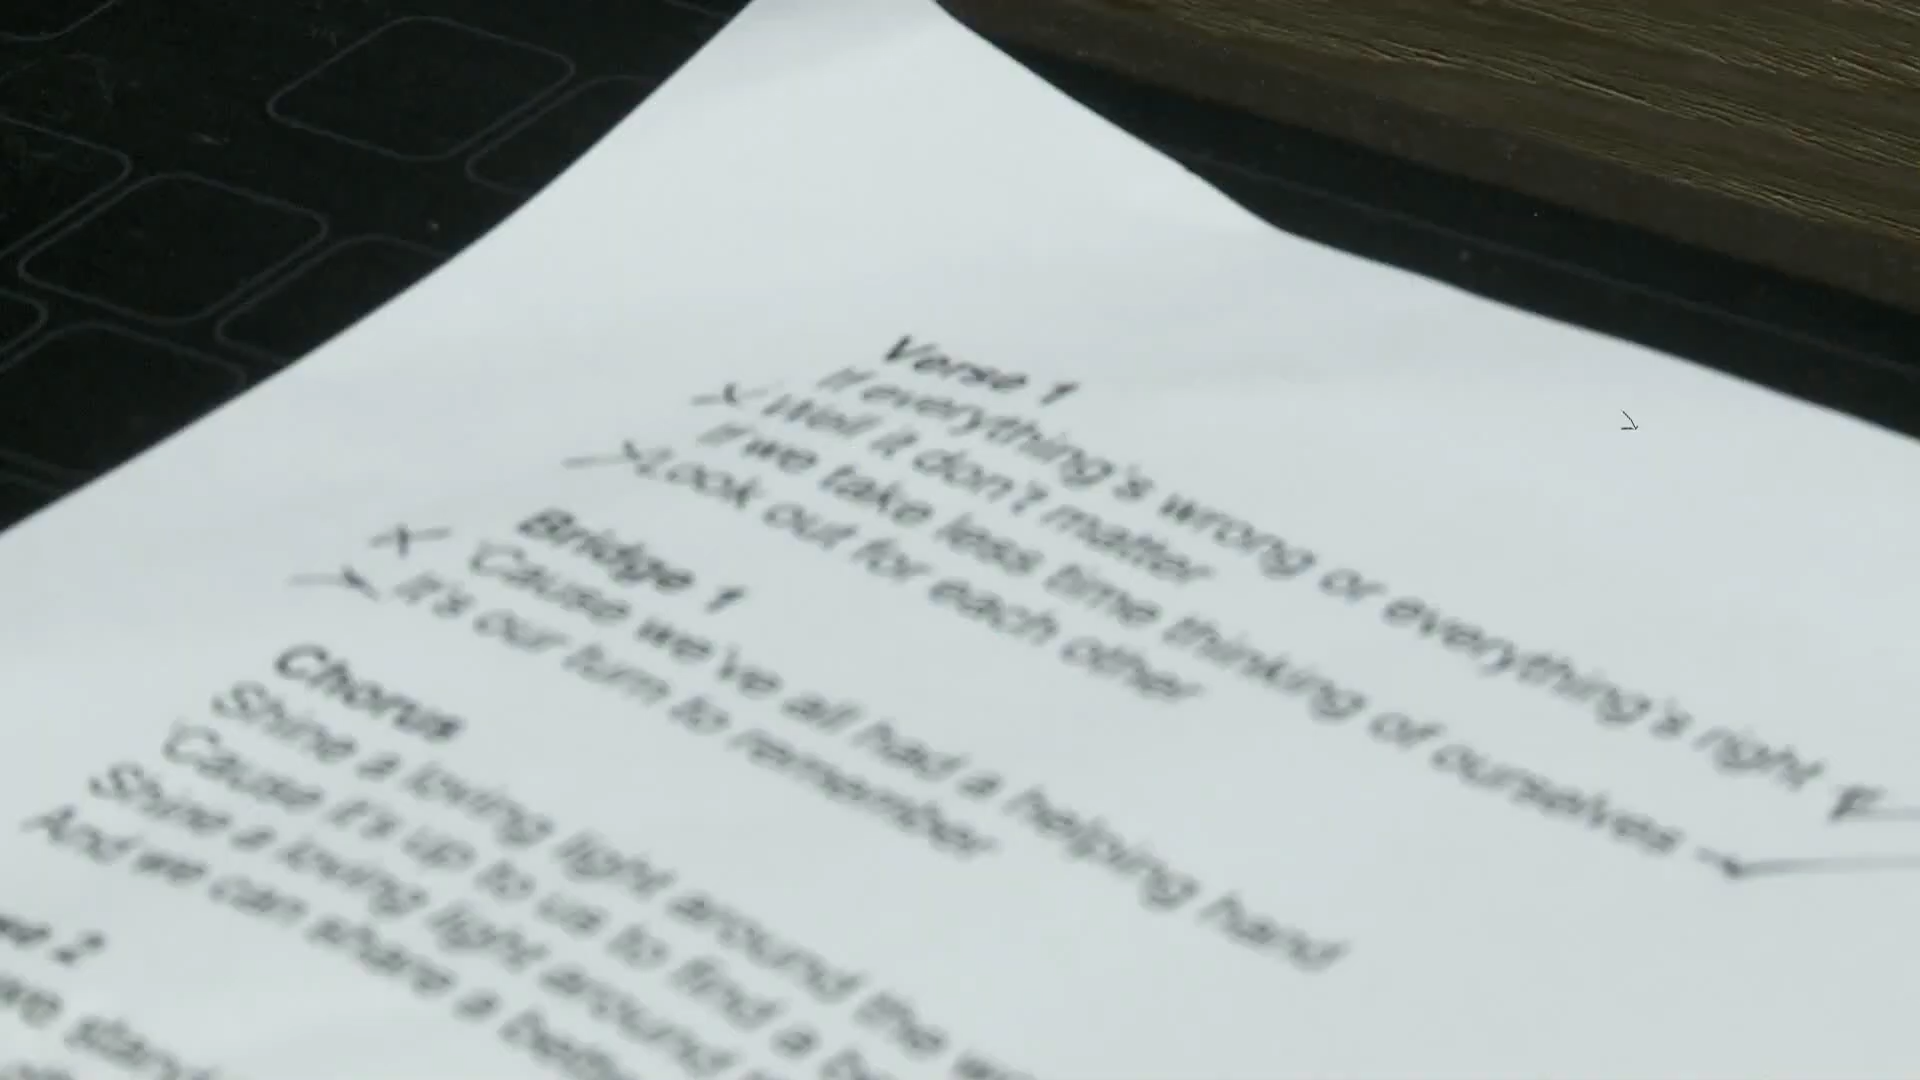 Verse 1
If everything's wrong or everything's right
Well it don't matter
If we take less time thinking of ourselves
Look out for each other
Bridge 1
'Cause we've all had a helping hand
It's our turn to remember
Chorus
Shine a loving light around the
'Cause it's up to us to find a
Shine a loving light around
And we can share a
2
we